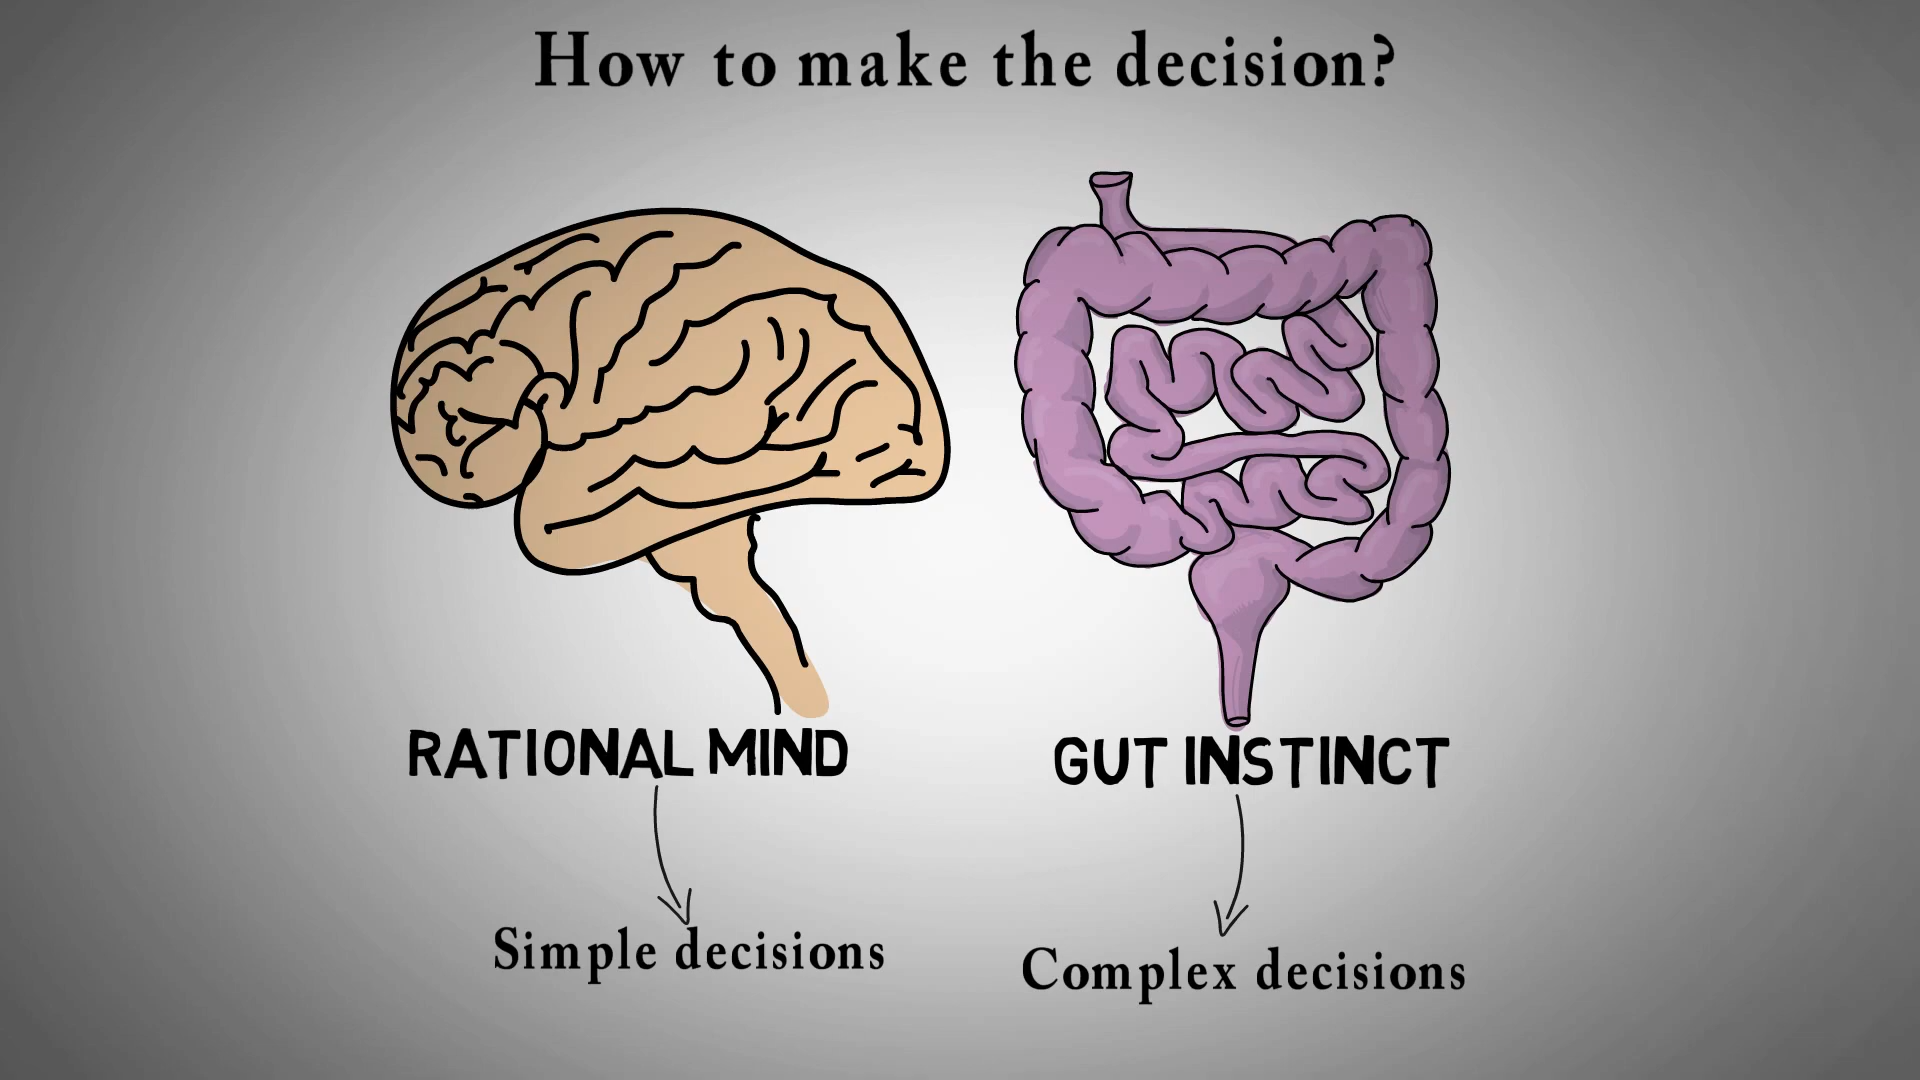 How to make the decision?
RATIONAL MIND
GUT INSTINCT
Simple decisions
Complex decisions